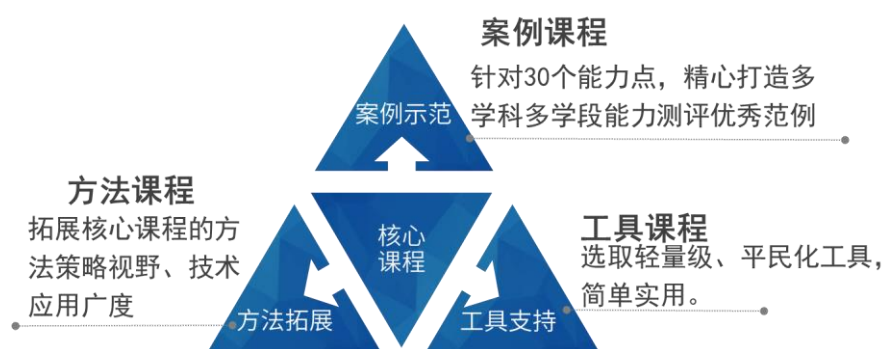 案例课程
针对30个能力点，精心打造多
学科多学段能力测评优秀范例
案例示范
方法课程
拓展核心课程的方
法策略视野、技术
应用广度
核心
课程
工具课程
选取轻量级、平民化工具，
简单实用。
方法拓展
工具支持